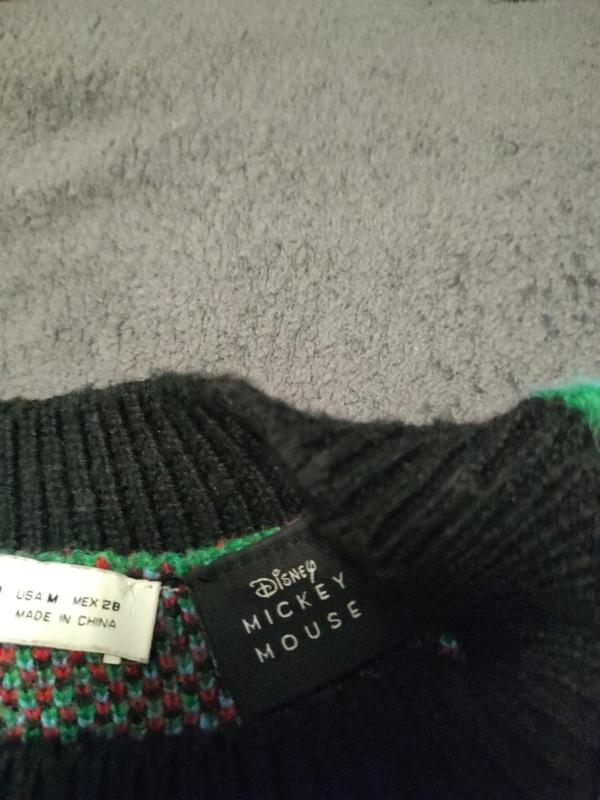 USA M MEX 28
MADE IN CHINA
Disney
MICKEY
MOUSE